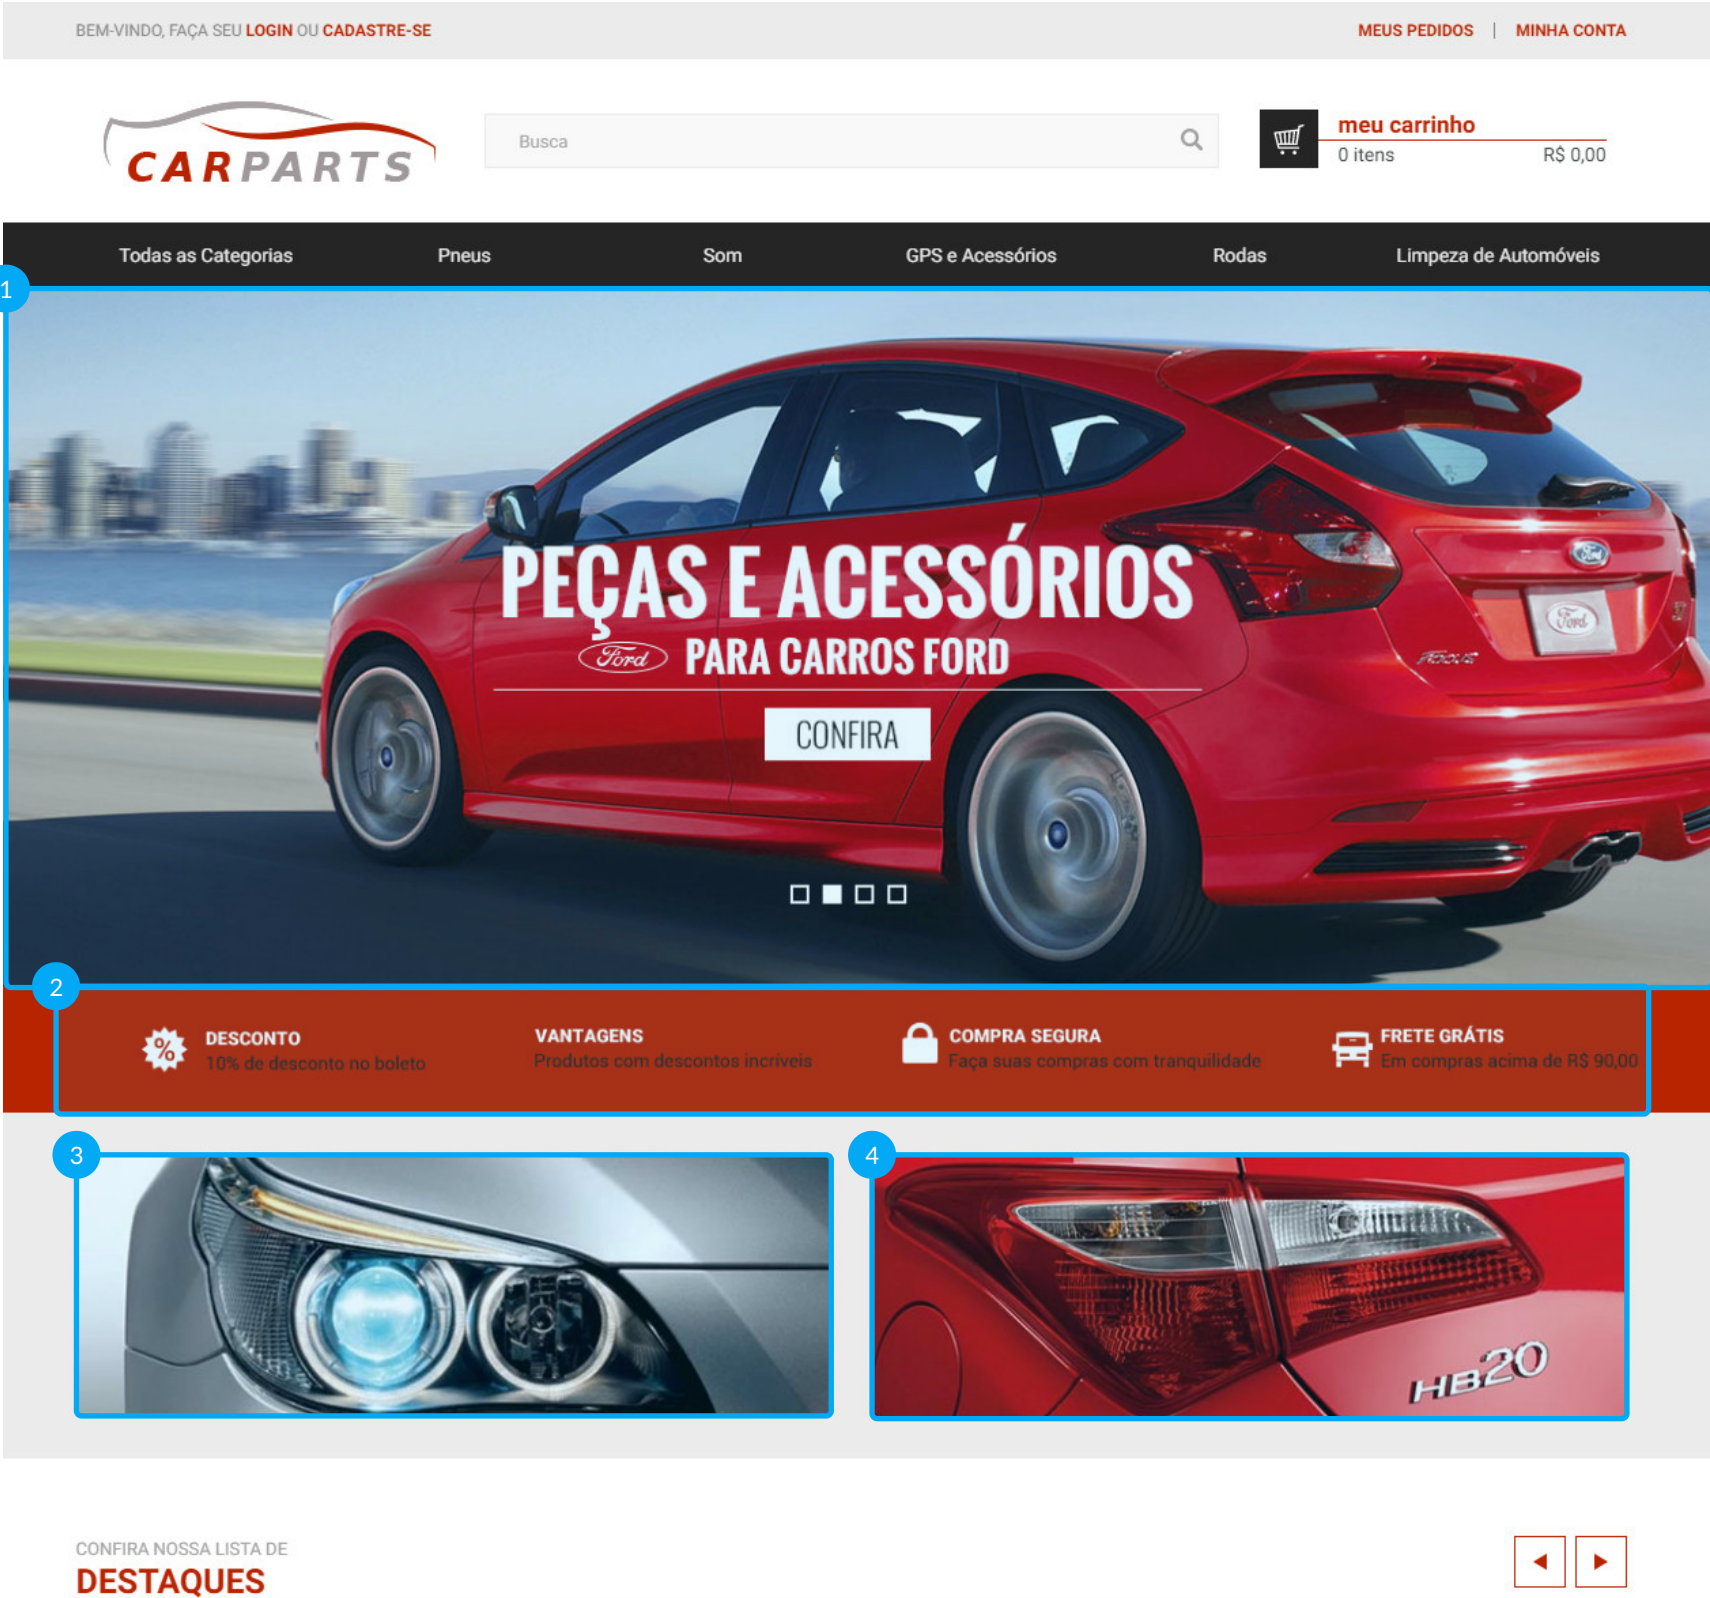 BEM-VINDO, FAÇA SEU LOGIN OU CADASTRE-SE
MEUS PEDIDOS | MINHA CONTA
CARPARTS
Busca
meu carrinho
0 itens R$ 0,00
Todas as Categorias Pneus Som GPS e Acessórios Rodas Limpeza de Automóveis
1
PEÇAS E ACESSÓRIOS
Ford PARA CARROS FORD
CONFIRA
Ford
Ford
FOCUS
2
DESCONTO
10% de desconto no boleto
VANTAGENS
Produtos com descontos incríveis
COMPRA SEGURA
Faça suas compras com tranquilidade
FRETE GRÁTIS
Em compras acima de R$ 90,00
3
4
HB20
CONFIRA NOSSA LISTA DE
DESTAQUES